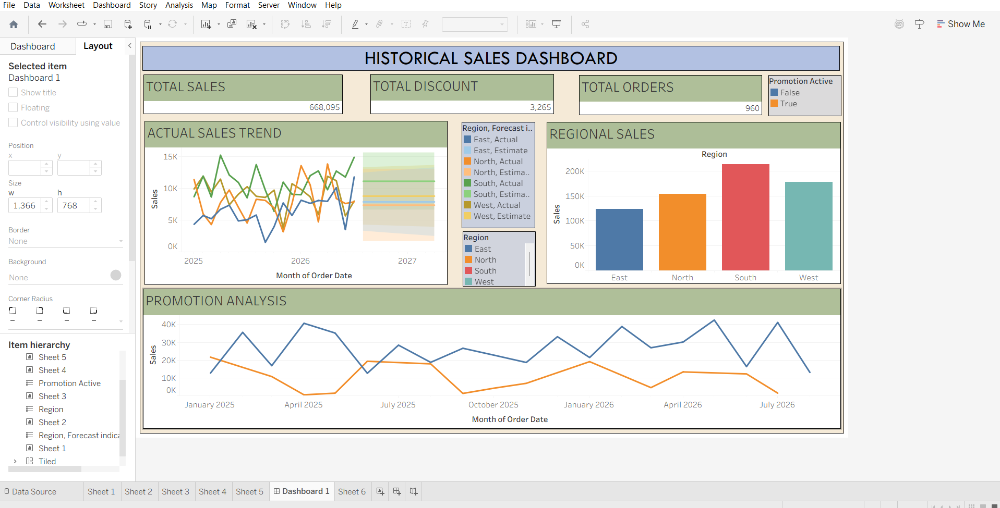 File Data Worksheet Dashboard Story Analysis Map Format Server Window Help
Show Me
Dashboard Layout
Selected item
Dashboard 1
Show title
Floating
Control visibility using value
Position
x y
Size
w h
1,366 768
Border
None
Background
None
Corner Radius
Item hierarchy
Sheet 5
Sheet 4
Promotion Active
Sheet 3
Region
Sheet 2
Region, Forecast indica
Sheet 1
Tiled
HISTORICAL SALES DASHBOARD
TOTAL SALES
668,095
TOTAL DISCOUNT
3,265
TOTAL ORDERS
960
Promotion Active
False
True
ACTUAL SALES TREND
15K
10K
5K
0K
Sales
2025 2026 2027
Month of Order Date
Region, Forecast i..
East, Actual
East, Estimate
North, Actual
North, Estima..
South, Actual
South, Estima..
West, Actual
West, Estimate
Region
East
North
South
West
REGIONAL SALES
Region
200K
150K
100K
50K
0K
Sales
East North South West
PROMOTION ANALYSIS
40K
30K
20K
10K
0K
Sales
January 2025 April 2025 July 2025 October 2025 January 2026 April 2026 July 2026
Month of Order Date
Data Source Sheet 1 Sheet 2 Sheet 3 Sheet 4 Sheet 5 Dashboard 1 Sheet 6